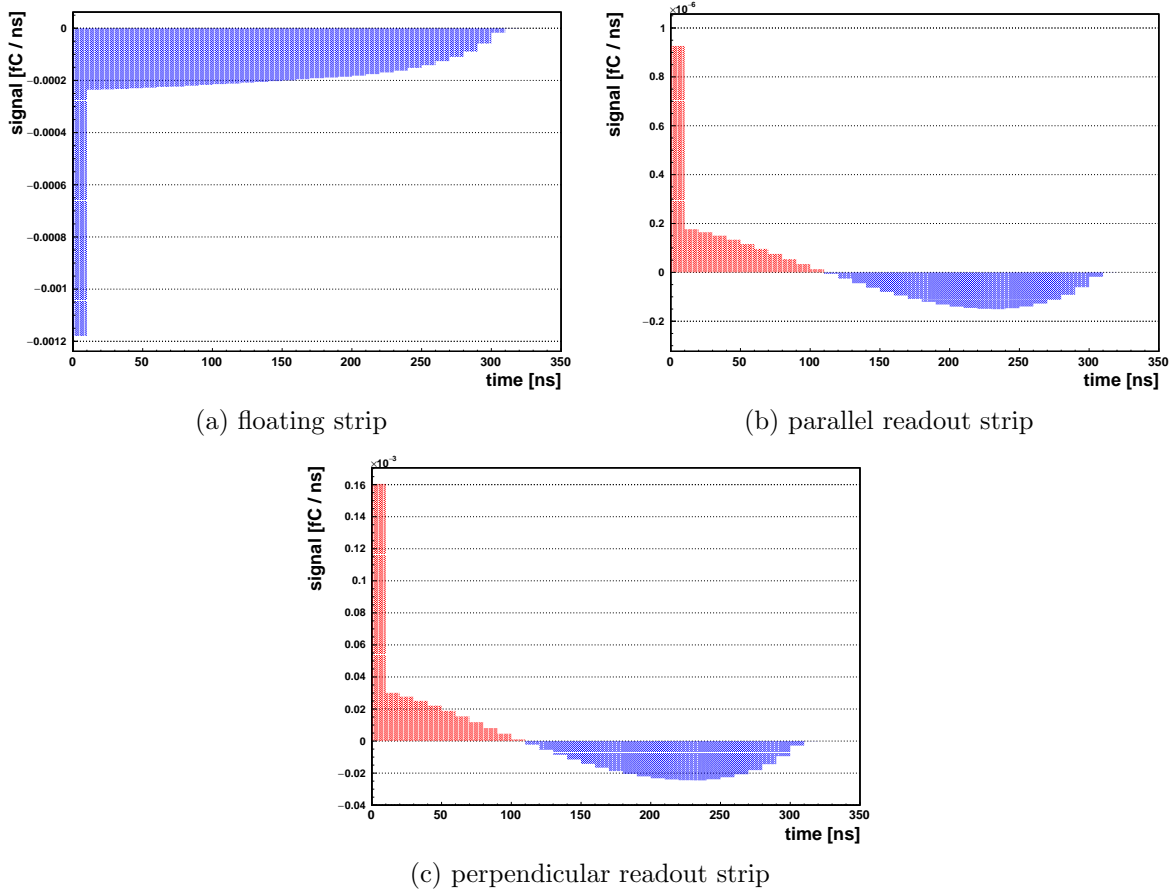 signal [fC / ns]
0
−0.0002
−0.0004
−0.0006
−0.0008
−0.001
−0.0012
0 50 100 150 200 250 300 350
time [ns]
(a) floating strip
×10⁻⁶
signal [fC / ns]
1
0.8
0.6
0.4
0.2
0
−0.2
0 50 100 150 200 250 300 350
time [ns]
(b) parallel readout strip
×10⁻³
signal [fC / ns]
0.16
0.14
0.12
0.1
0.08
0.06
0.04
0.02
0
−0.02
−0.04
0 50 100 150 200 250 300 350
time [ns]
(c) perpendicular readout strip